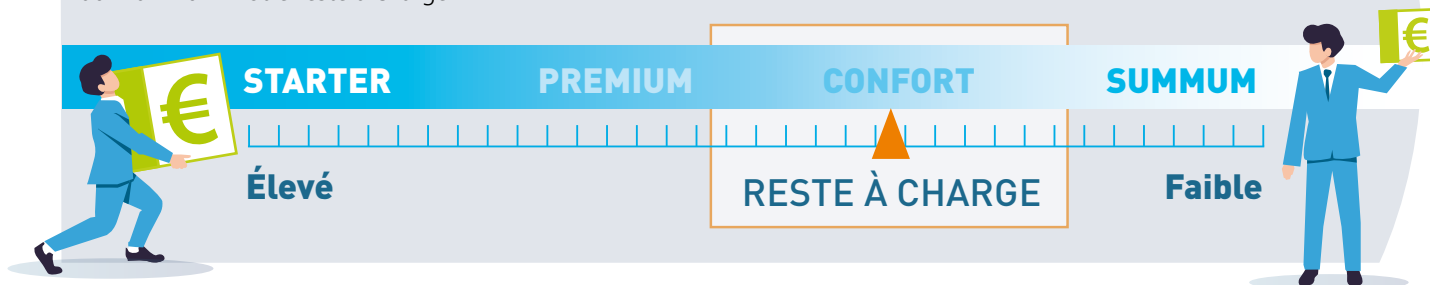 STARTER PREMIUM CONFORT SUMMUM
Élevé RESTE À CHARGE Faible
€
€